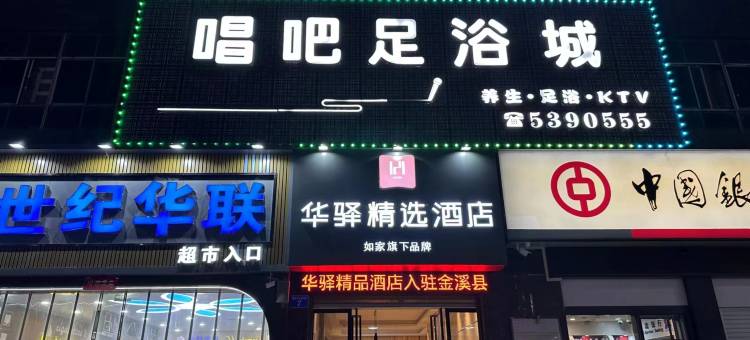 唱吧足浴城
养生·足浴·KTV
☎5390555
世纪华联
超市入口
华驿精选酒店
如家旗下品牌
华驿精品酒店入驻金溪县
中國銀